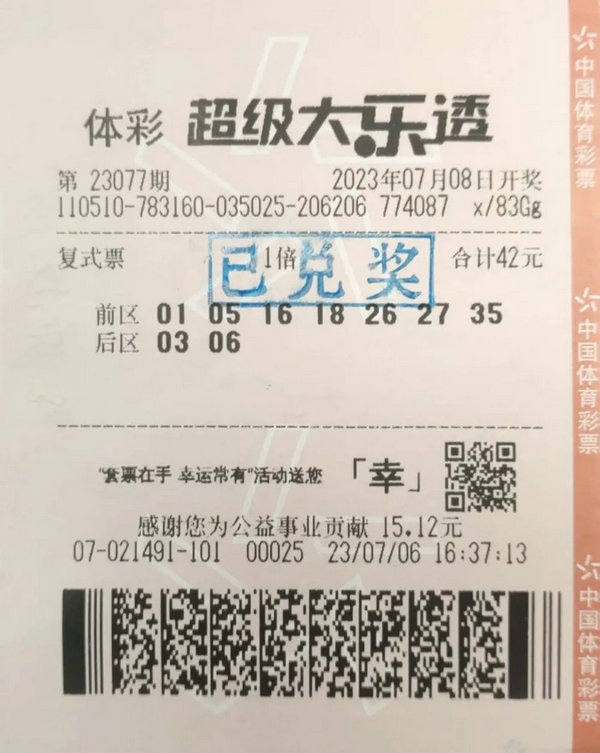 体彩 超级大乐透
第 23077期 2023年07月08日开奖
110510-783160-035025-206206 774087 x/83Gg
复式票 1倍 合计42元
已兑奖
前区 01 05 16 18 26 27 35
后区 03 06
“套票在手 幸运常有”活动送您 「幸」
感谢您为公益事业贡献 15.12元
07-021491-101 00025 23/07/06 16:37:13
中国体育彩票
中国体育彩票
中国体育彩票